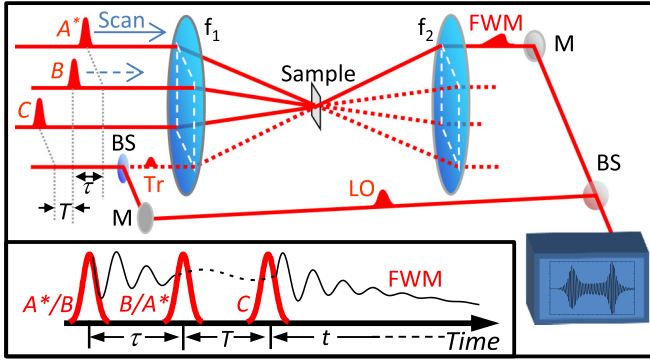 A* Scan
f1
f2
FWM
M
B
Sample
C
BS
Tr
τ
T
M
LO
BS
A*/B
B/A*
C
FWM
τ
T
t
Time